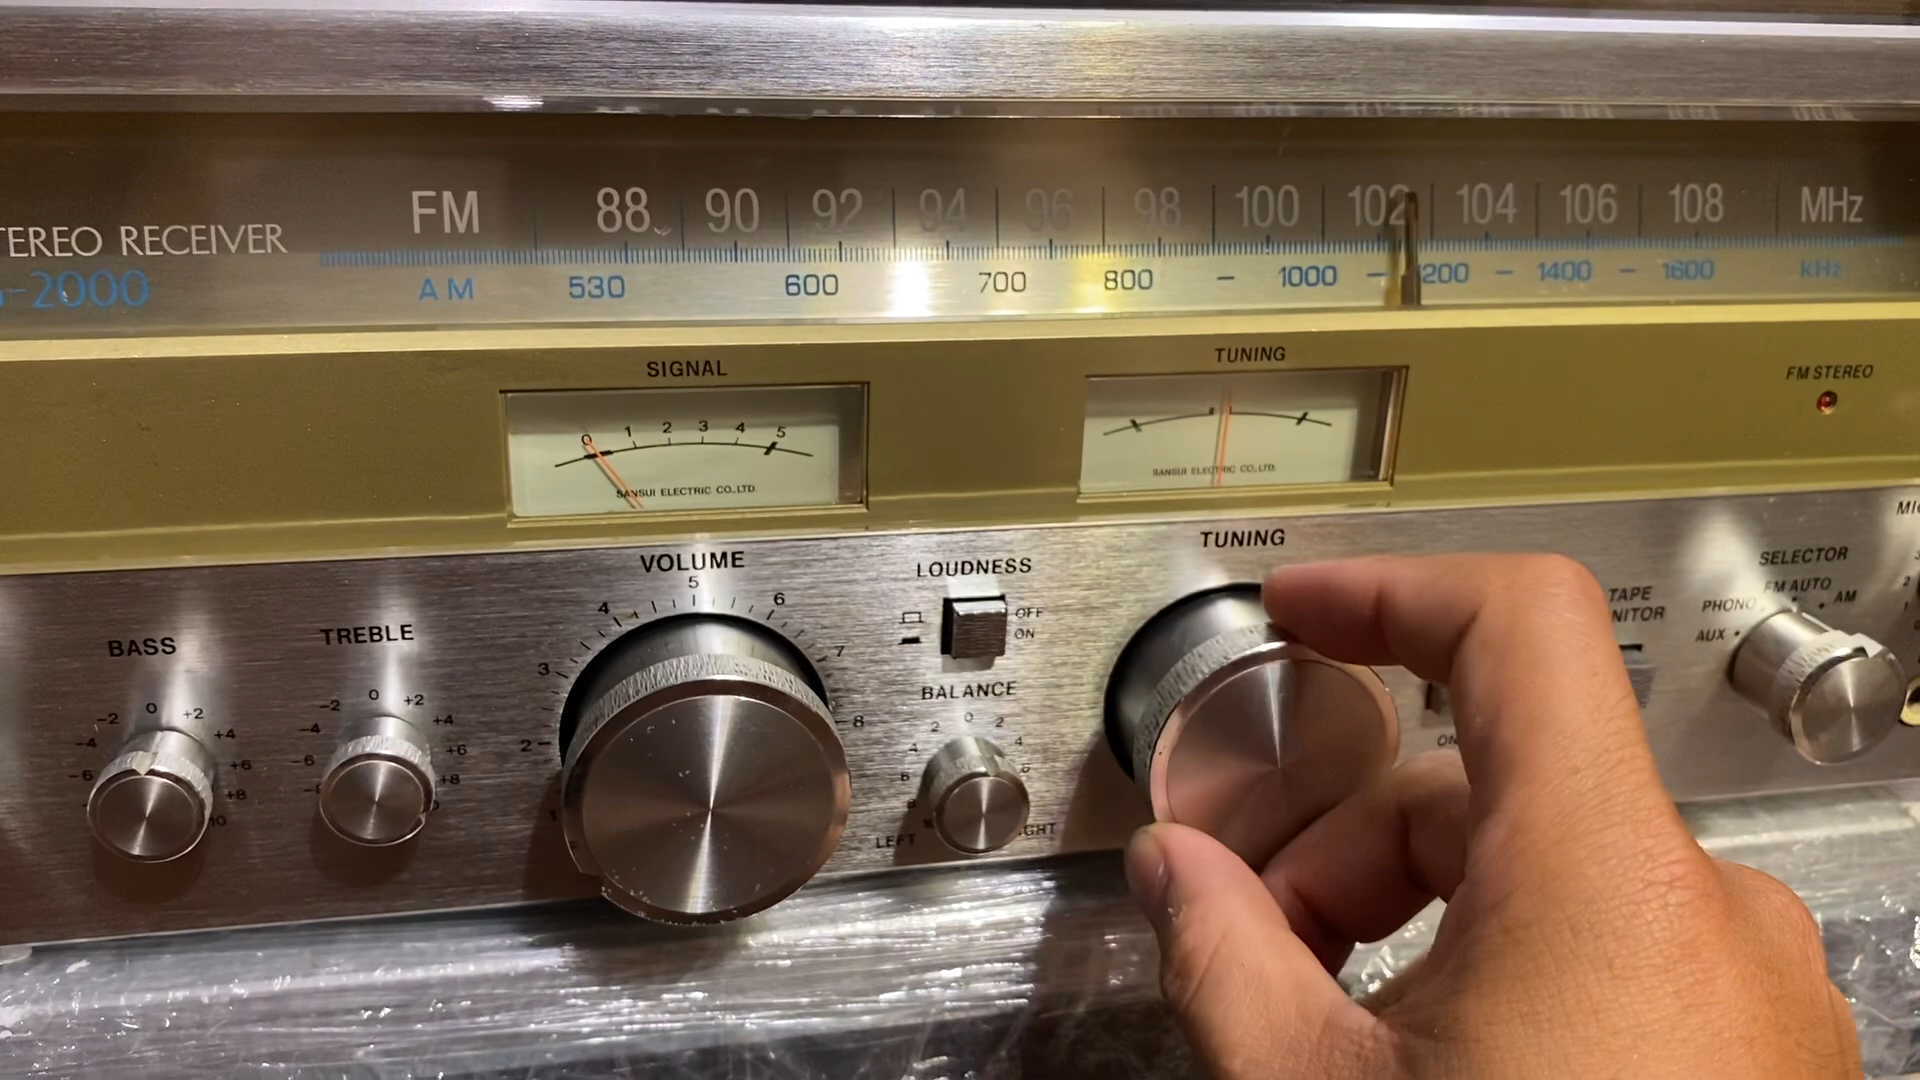 FM 88 90 92 94 96 98 100 102 104 106 108 MHz
STEREO RECEIVER
-2000
AM 530 600 700 800 - 1000 - 1200 - 1400 - 1600 kHz
SIGNAL
0 1 2 3 4 5
SANSUI ELECTRIC CO.,LTD.
TUNING
SANSUI ELECTRIC CO.,LTD.
FM STEREO
BASS
-6 -4 -2 0 +2 +4 +6 +8 10
TREBLE
-6 -4 -2 0 +2 +4 +6 +8
VOLUME
1 2 3 4 5 6 7 8
LOUDNESS
OFF
ON
BALANCE
8 6 4 2 0 2 4 6
LEFT
TUNING
ON
TAPE
SELECTOR
AUX PHONO FM AUTO AM